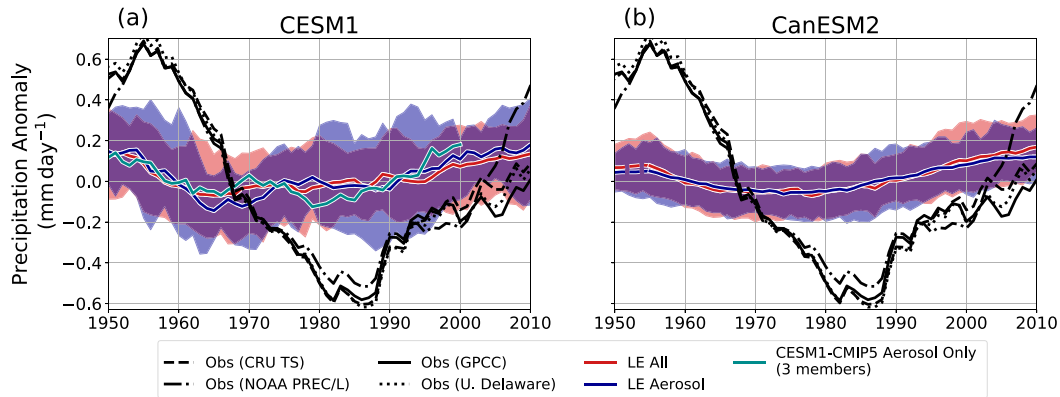 (a) CESM1
(b) CanESM2
Precipitation Anomaly
(mm day⁻¹)
0.6
0.4
0.2
0.0
−0.2
−0.4
−0.6
1950 1960 1970 1980 1990 2000 2010
1950 1960 1970 1980 1990 2000 2010
Obs (CRU TS) Obs (GPCC) LE All CESM1-CMIP5 Aerosol Only
(3 members)
Obs (NOAA PREC/L) Obs (U. Delaware) LE Aerosol